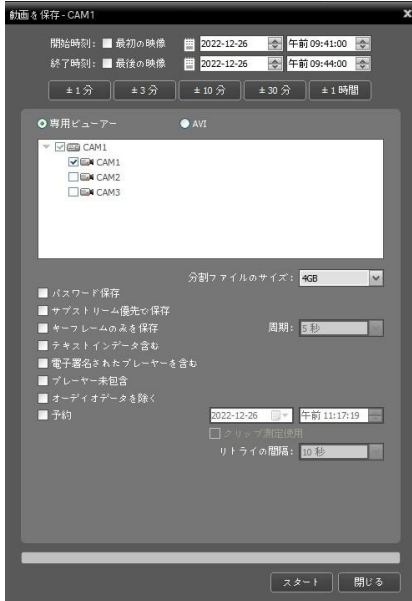 動画を保存 - CAM1 x
開始時刻: 最初の映像 2022-12-26 午前 09:41:00
終了時刻: 最後の映像 2022-12-26 午前 09:44:00
±1分 ±3分 ±10分 ±30分 ±1時間
専用ビューアー AVI
CAM1
CAM1
CAM2
CAM3
分割ファイルのサイズ: 4GB
パスワード保存
サブストリーム優先で保存
キーフレームのみを保存 周期: 5 秒
テキストインデータ含む
電子署名されたプレーヤーを含む
プレーヤー未包含
オーディオデータを除く
予約 2022-12-26 午前 11:17:19
クリップ測定使用
リトライの間隔: 10 秒
スタート 閉じる